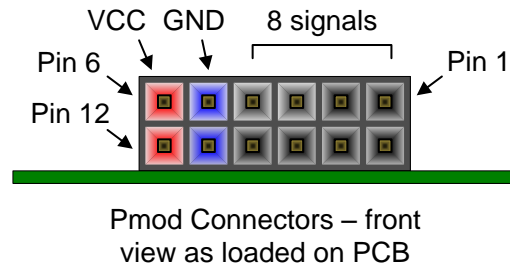 VCC GND 8 signals
Pin 6
Pin 1
Pin 12
Pmod Connectors – front
view as loaded on PCB